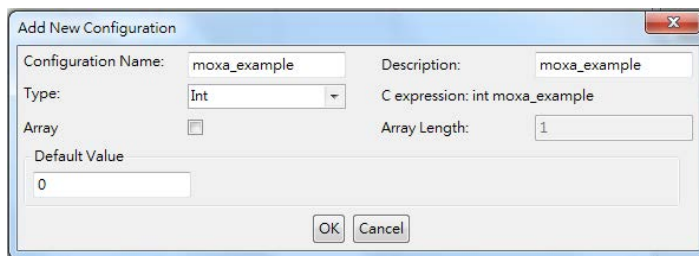 Add New Configuration
Configuration Name: moxa_example Description: moxa_example
Type: Int C expression: int moxa_example
Array Array Length: 1
Default Value
0
OK Cancel